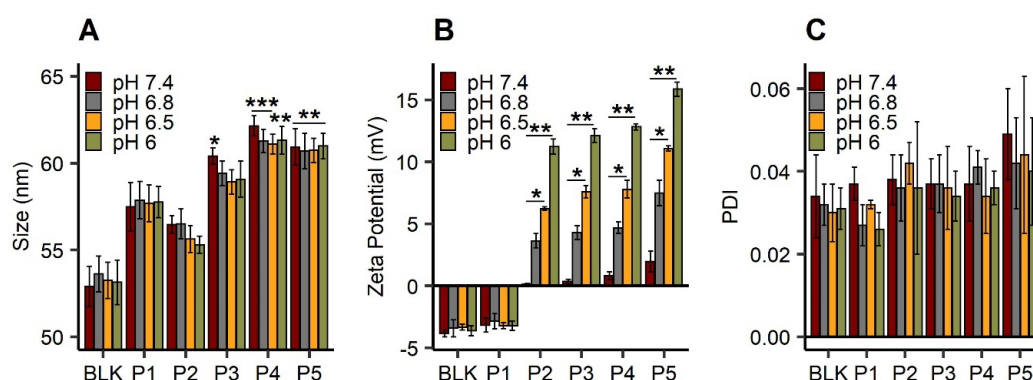 A
Size (nm)
65
60
55
50
pH 7.4
pH 6.8
pH 6.5
pH 6
*
***
**
**
BLK P1 P2 P3 P4 P5
B
Zeta Potential (mV)
15
10
5
0
-5
pH 7.4
pH 6.8
pH 6.5
pH 6
**
*
**
*
**
*
**
*
BLK P1 P2 P3 P4 P5
C
PDI
0.06
0.04
0.02
0.00
pH 7.4
pH 6.8
pH 6.5
pH 6
BLK P1 P2 P3 P4 P5